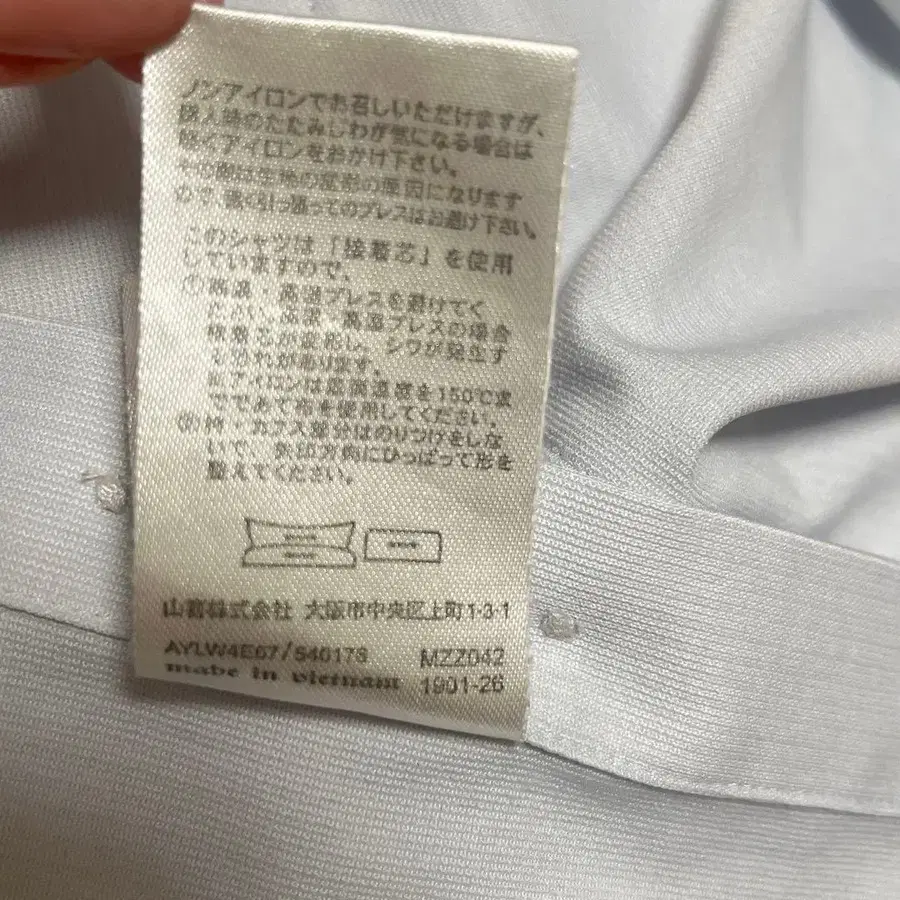 ノンアイロンでお召しいただけますが、
購入時のたたみじわが気になる場合は
軽くアイロンをおかけ下さい。
その際は生地の変形の原因になります
ので、強く引っ張ってのプレスはお避け下さい。
このシャツは「接着芯」を使用
していますので、
①高温・高湿プレスを避けてく
ださい。高温・高湿プレスの場合
接着芯が変形し、シワが発生す
る恐れがあります。
アイロンは底面温度を150℃ま
でであて布を使用してください。
②衿・カフス部分はのりつけをしな
いで、矢印方向にひっぱって形を
整えてください。
山喜株式会社 大阪市中央区上町1-3-1
AYLW4E67/540178 MZZ042
made in vietnam 1901-26